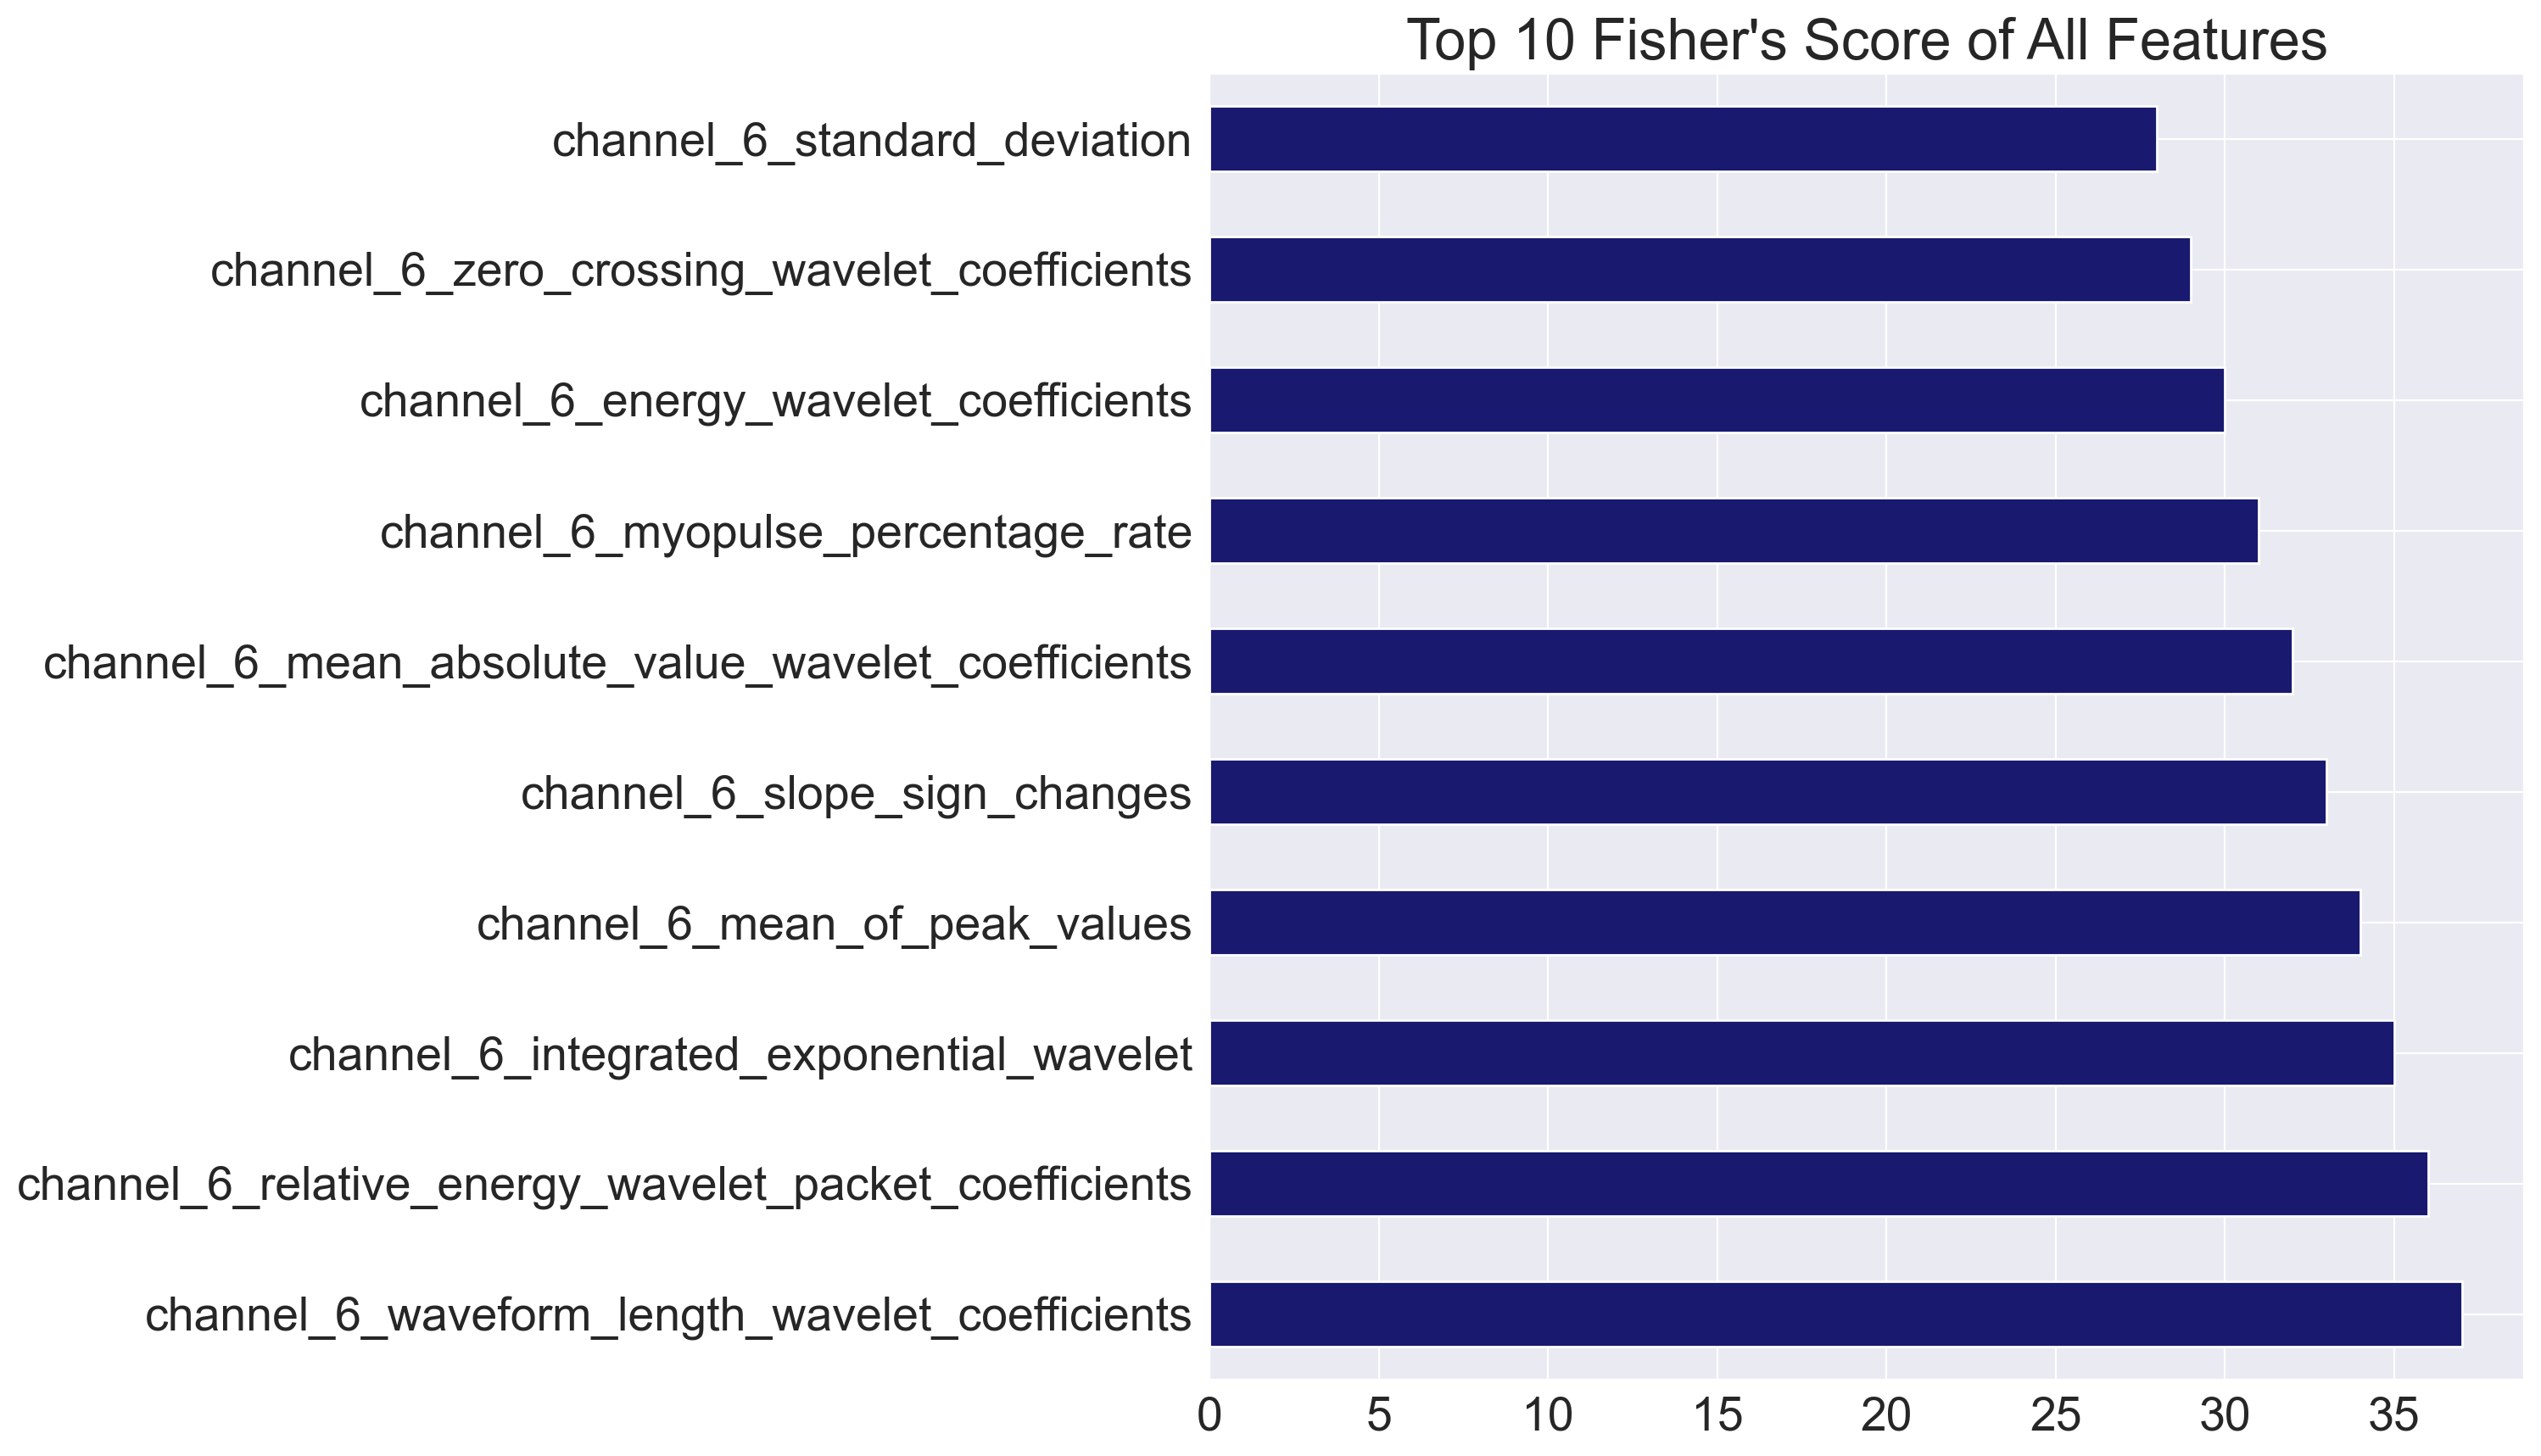 Top 10 Fisher's Score of All Features
channel_6_standard_deviation
channel_6_zero_crossing_wavelet_coefficients
channel_6_energy_wavelet_coefficients
channel_6_myopulse_percentage_rate
channel_6_mean_absolute_value_wavelet_coefficients
channel_6_slope_sign_changes
channel_6_mean_of_peak_values
channel_6_integrated_exponential_wavelet
channel_6_relative_energy_wavelet_packet_coefficients
channel_6_waveform_length_wavelet_coefficients
0 5 10 15 20 25 30 35